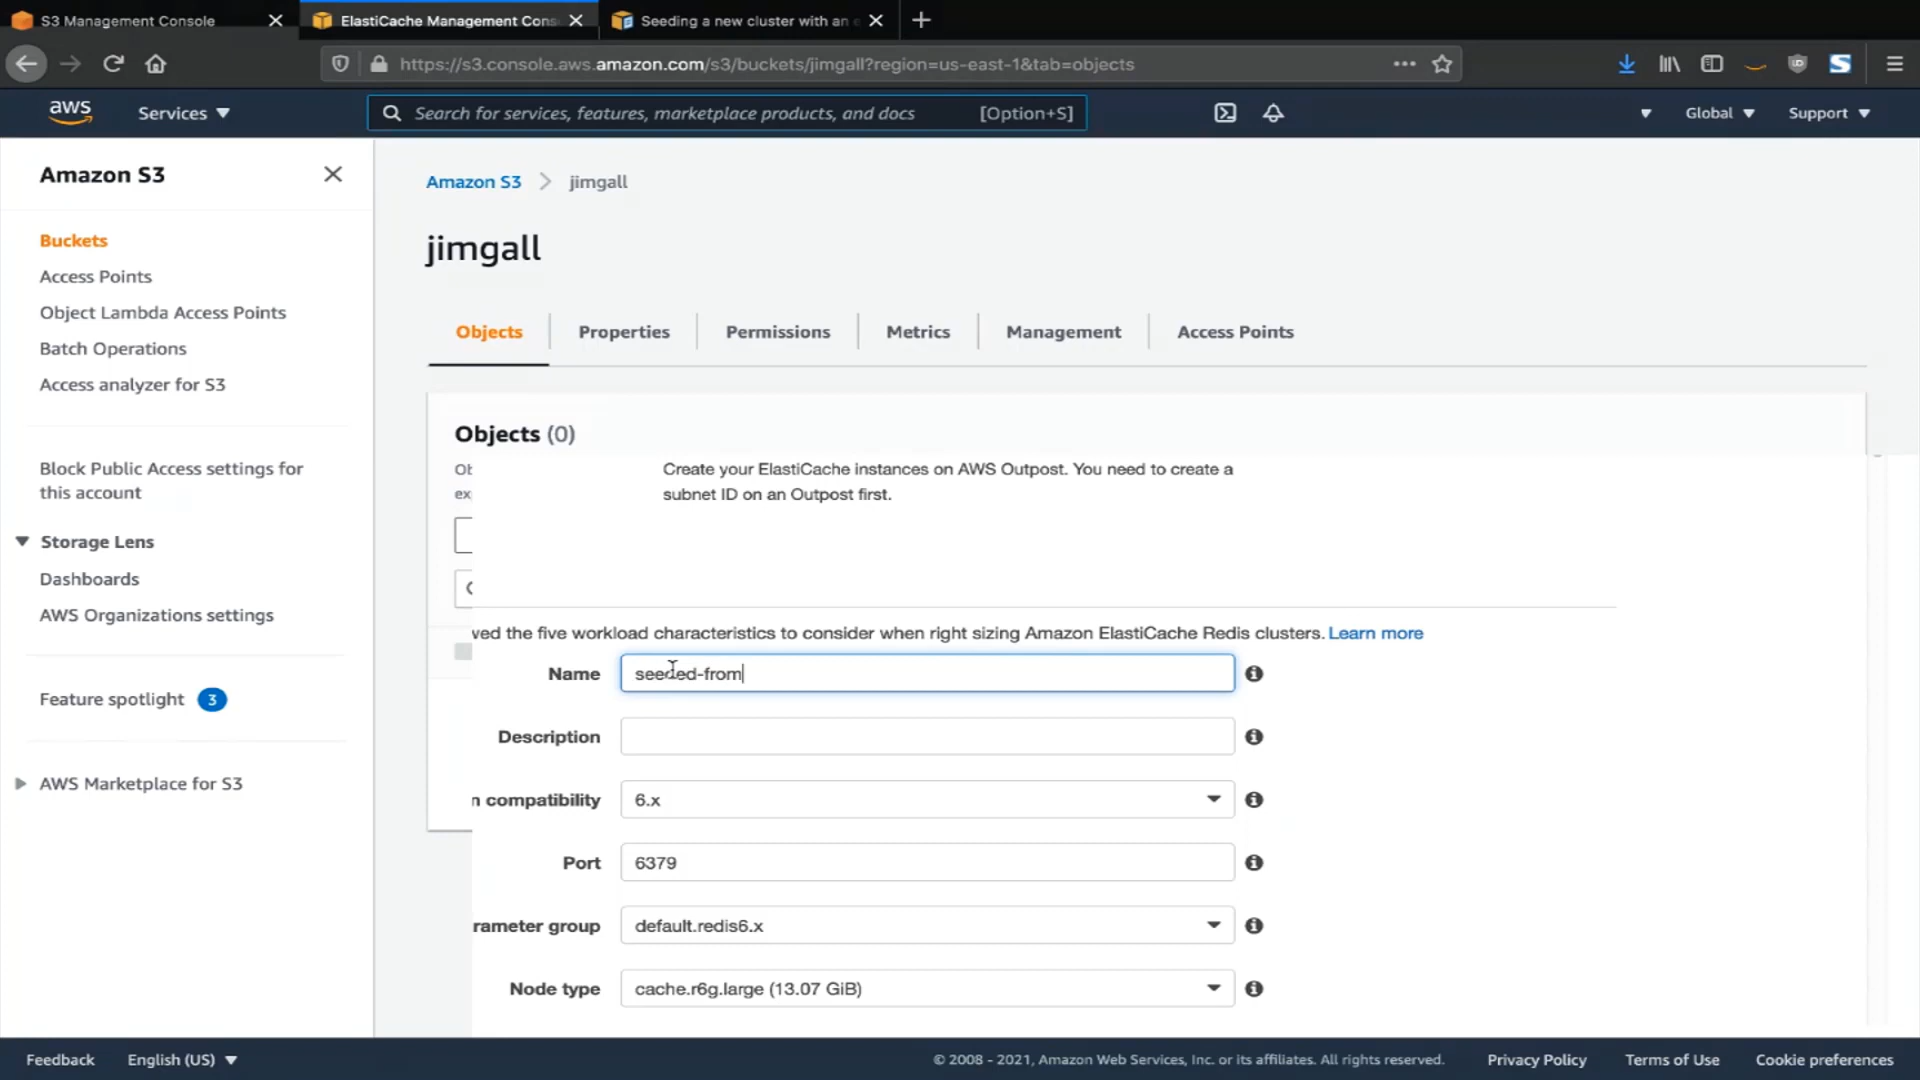 S3 Management Console
ElastiCache Management Cons
Seeding a new cluster with an e
https://s3.console.aws.amazon.com/s3/buckets/jimgall?region=us-east-1&tab=objects
aws
Services
Search for services, features, marketplace products, and docs
[Option+S]
Global
Support
Amazon S3
Buckets
Access Points
Object Lambda Access Points
Batch Operations
Access analyzer for S3
Block Public Access settings for
this account
Storage Lens
Dashboards
AWS Organizations settings
Feature spotlight 3
AWS Marketplace for S3
Amazon S3 > jimgall
jimgall
Objects
Properties
Permissions
Metrics
Management
Access Points
Objects (0)
Create your ElastiCache instances on AWS Outpost. You need to create a
subnet ID on an Outpost first.
wed the five workload characteristics to consider when right sizing Amazon ElastiCache Redis clusters. Learn more
Name seeded-from
Description
n compatibility 6.x
Port 6379
rameter group default.redis6.x
Node type cache.r6g.large (13.07 GiB)
Feedback
English (US)
© 2008 - 2021, Amazon Web Services, Inc. or its affiliates. All rights reserved.
Privacy Policy
Terms of Use
Cookie preferences